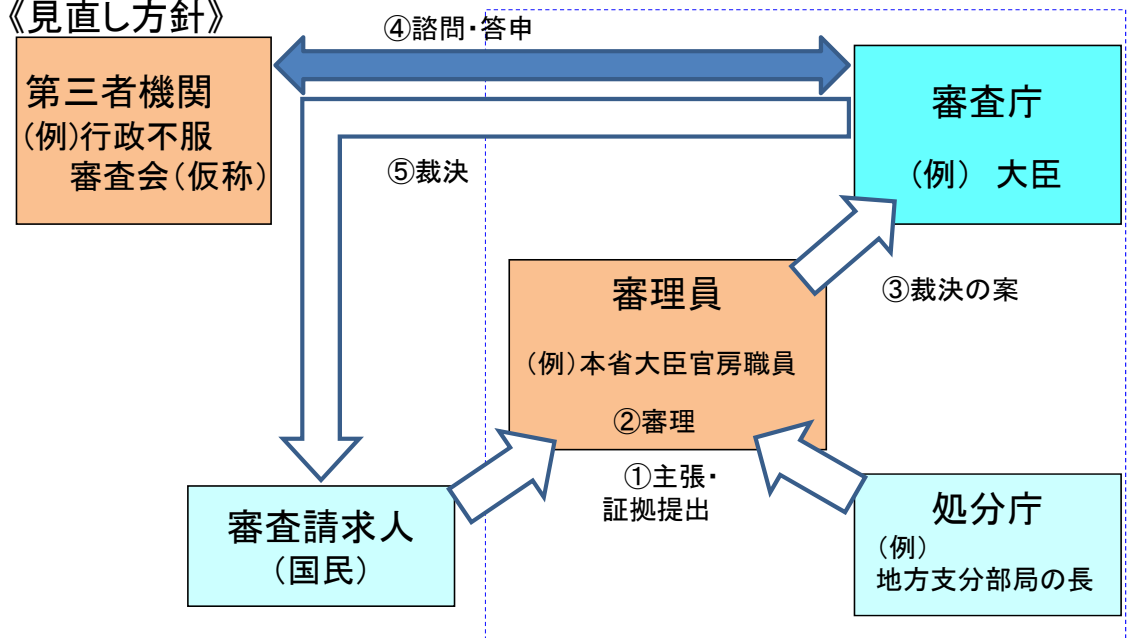 《見直し方針》
④諮問・答申
第三者機関
(例)行政不服
審査会(仮称)
審査庁
(例) 大臣
⑤裁決
審理員
(例)本省大臣官房職員
②審理
③裁決の案
①主張・
証拠提出
審査請求人
(国民)
処分庁
(例)
地方支分部局の長